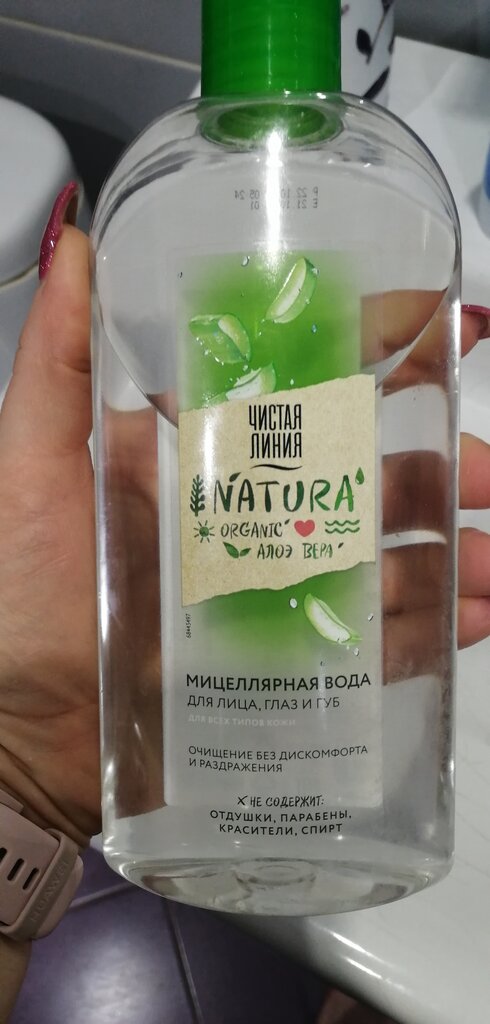 ЧИСТАЯ
ЛИНИЯ
NATURA
ORGANIC
АЛОЭ ВЕРА
МИЦЕЛЛЯРНАЯ ВОДА
ДЛЯ ЛИЦА, ГЛАЗ И ГУБ
ДЛЯ ВСЕХ ТИПОВ КОЖИ
ОЧИЩЕНИЕ БЕЗ ДИСКОМФОРТА
И РАЗДРАЖЕНИЯ
НЕ СОДЕРЖИТ:
ОТДУШКИ, ПАРАБЕНЫ,
КРАСИТЕЛИ, СПИРТ
HUAWEI